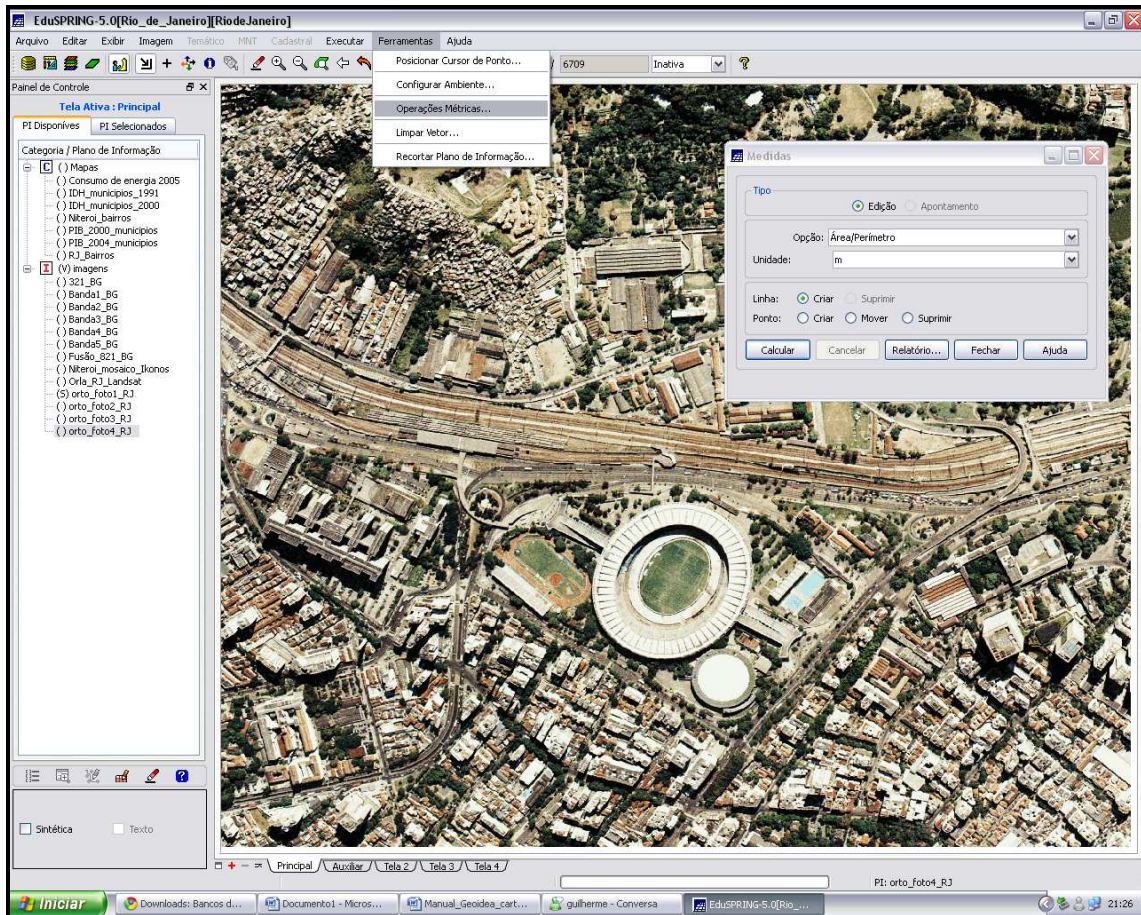 EduSPRING-5.0[Rio_de_Janeiro][RiodeJaneiro]
Arquivo Editar Exibir Imagem Temático MNT Cadastral Executar Ferramentas Ajuda
/ 6709 Inativa
Posicionar Cursor de Ponto...
Configurar Ambiente...
Operações Métricas...
Limpar Vetor...
Recortar Plano de Informação...
Painel de Controle
Tela Ativa : Principal
PI Disponíves PI Selecionados
Categoria / Plano de Informação
C () Mapas
() Consumo de energia 2005
() IDH_municipios_1991
() IDH_municipios_2000
() Niteroi_bairros
() PIB_2000_municipios
() PIB_2004_municipios
() RJ_Bairros
I (V) imagens
() 321_BG
() Banda1_BG
() Banda2_BG
() Banda3_BG
() Banda4_BG
() Banda5_BG
() Fusão_821_BG
() Niteroi_mosaico_Ikonos
() Orla_RJ_Landsat
(S) orto_foto1_RJ
() orto_foto2_RJ
() orto_foto3_RJ
() orto_foto4_RJ
Sintética Texto
Medidas
Tipo
Edição Apontamento
Opção: Área/Perímetro
Unidade: m
Linha: Criar Suprimir
Ponto: Criar Mover Suprimir
Calcular Cancelar Relatório... Fechar Ajuda
Principal Auxiliar Tela 2 Tela 3 Tela 4
PI: orto_foto4_RJ
Iniciar Downloads: Bancos d... Documento1 - Micros... Manual_Geoidea_cart... guilherme - Conversa EduSPRING-5.0[Rio_... 21:26